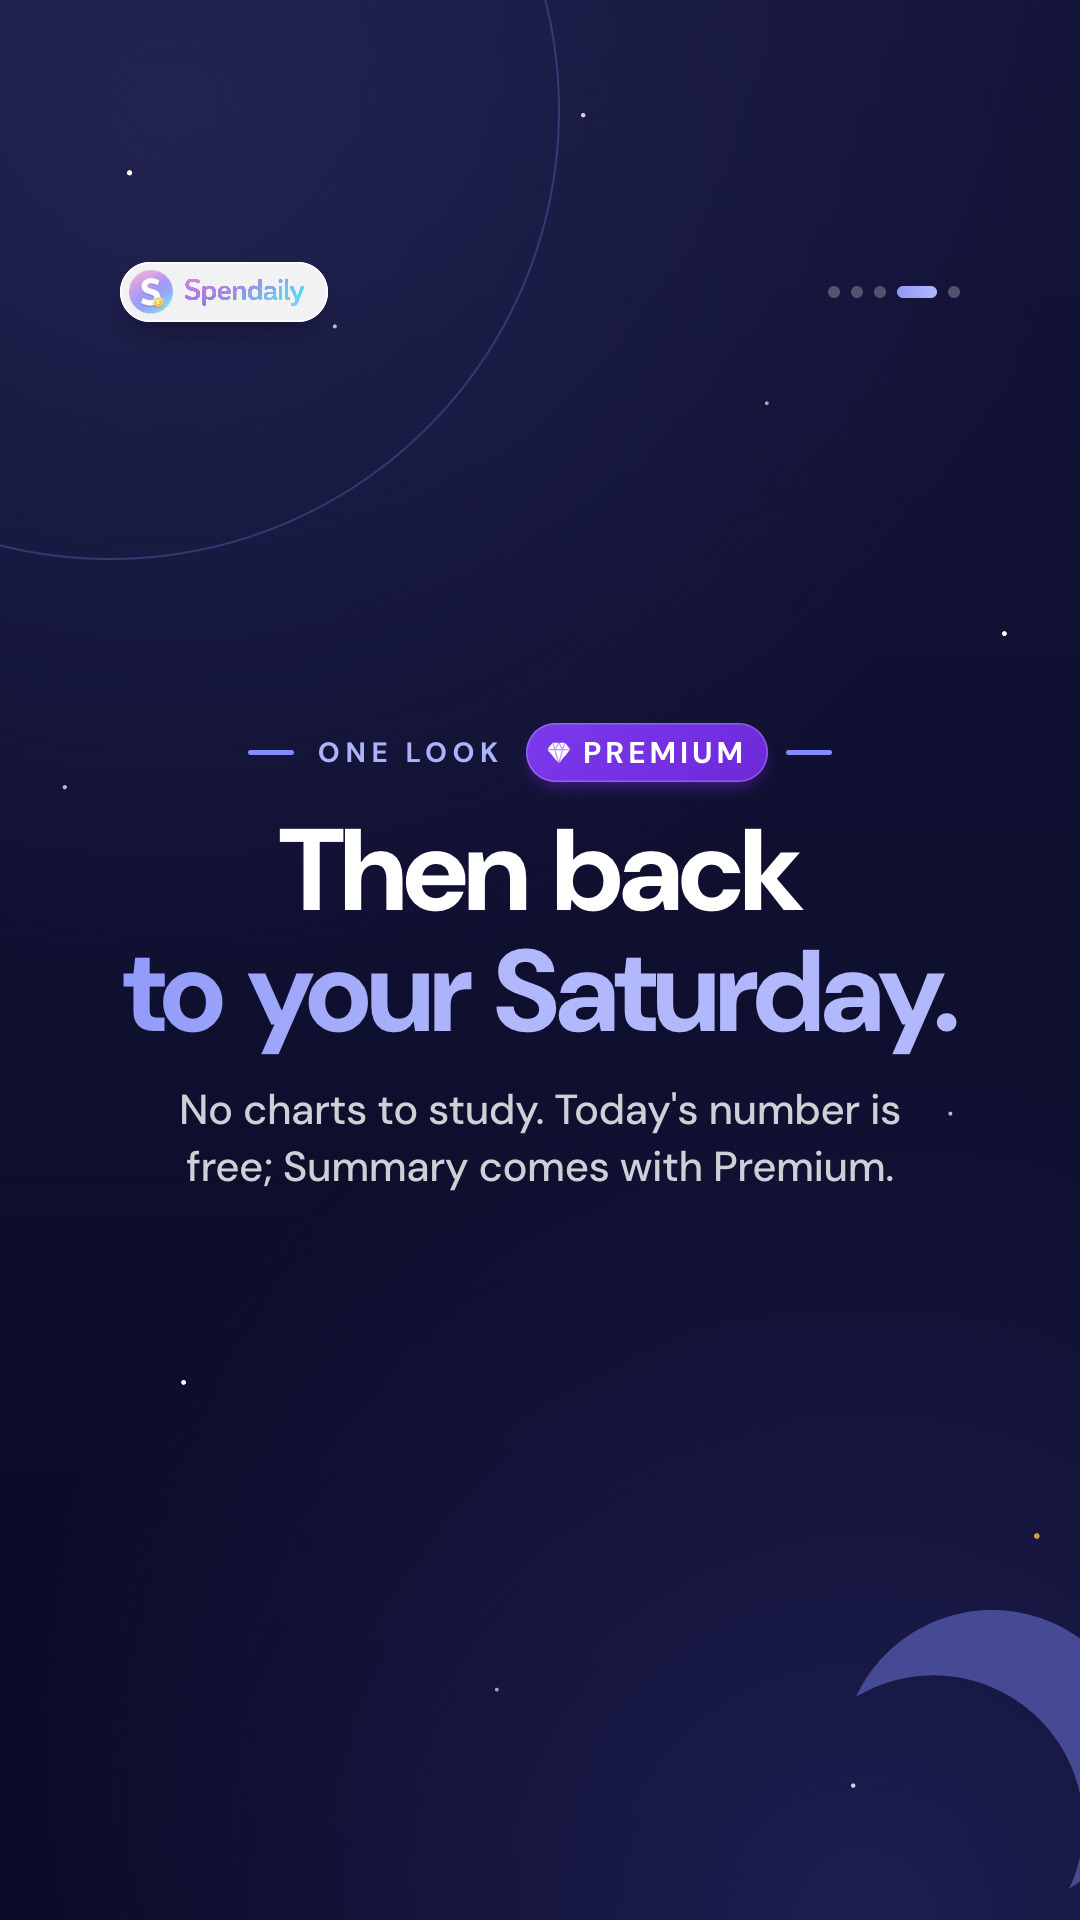 Spendaily
ONE LOOK PREMIUM
Then back
to your Saturday.
No charts to study. Today's number is
free; Summary comes with Premium.